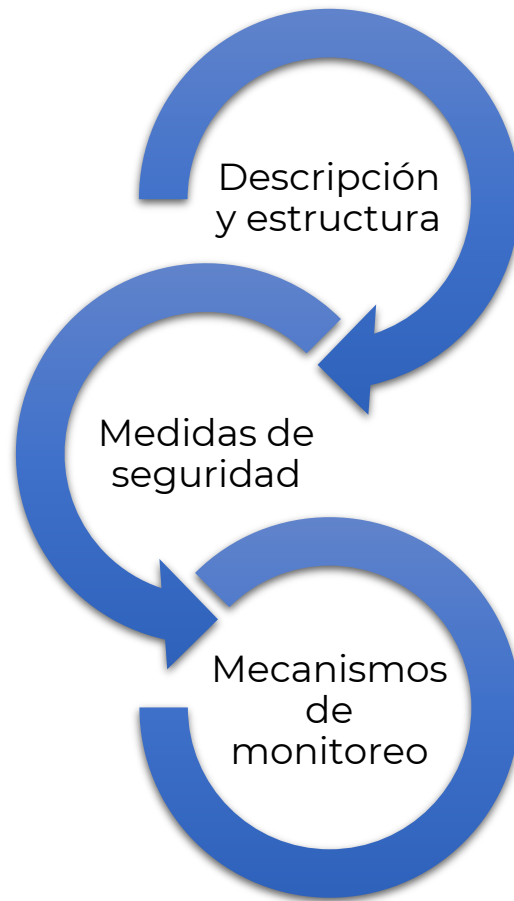 Descripción
y estructura
Medidas de
seguridad
Mecanismos
de
monitoreo